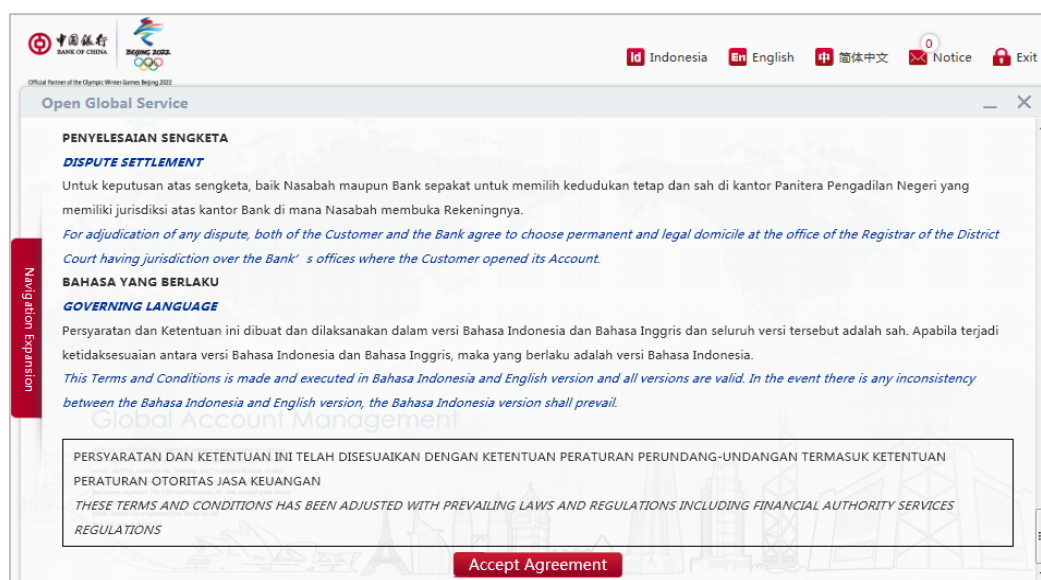 中国银行
BANK OF CHINA
BEIJING 2022
Official Partner of the Olympic Winter Games Beijing 2022
Id Indonesia
En English
中 简体中文
0
Notice
Exit
Open Global Service
PENYELESAIAN SENGKETA
DISPUTE SETTLEMENT
Untuk keputusan atas sengketa, baik Nasabah maupun Bank sepakat untuk memilih kedudukan tetap dan sah di kantor Panitera Pengadilan Negeri yang
memiliki jurisdiksi atas kantor Bank di mana Nasabah membuka Rekeningnya.
For adjudication of any dispute, both of the Customer and the Bank agree to choose permanent and legal domicile at the office of the Registrar of the District
Court having jurisdiction over the Bank’ s offices where the Customer opened its Account.
BAHASA YANG BERLAKU
GOVERNING LANGUAGE
Persyaratan dan Ketentuan ini dibuat dan dilaksanakan dalam versi Bahasa Indonesia dan Bahasa Inggris dan seluruh versi tersebut adalah sah. Apabila terjadi
ketidaksesuaian antara versi Bahasa Indonesia dan Bahasa Inggris, maka yang berlaku adalah versi Bahasa Indonesia.
This Terms and Conditions is made and executed in Bahasa Indonesia and English version and all versions are valid. In the event there is any inconsistency
between the Bahasa Indonesia and English version, the Bahasa Indonesia version shall prevail.
Global Account Management
PERSYARATAN DAN KETENTUAN INI TELAH DISESUAIKAN DENGAN KETENTUAN PERATURAN PERUNDANG-UNDANGAN TERMASUK KETENTUAN
PERATURAN OTORITAS JASA KEUANGAN
THESE TERMS AND CONDITIONS HAS BEEN ADJUSTED WITH PREVAILING LAWS AND REGULATIONS INCLUDING FINANCIAL AUTHORITY SERVICES
REGULATIONS
Accept Agreement
Navigation Expansion